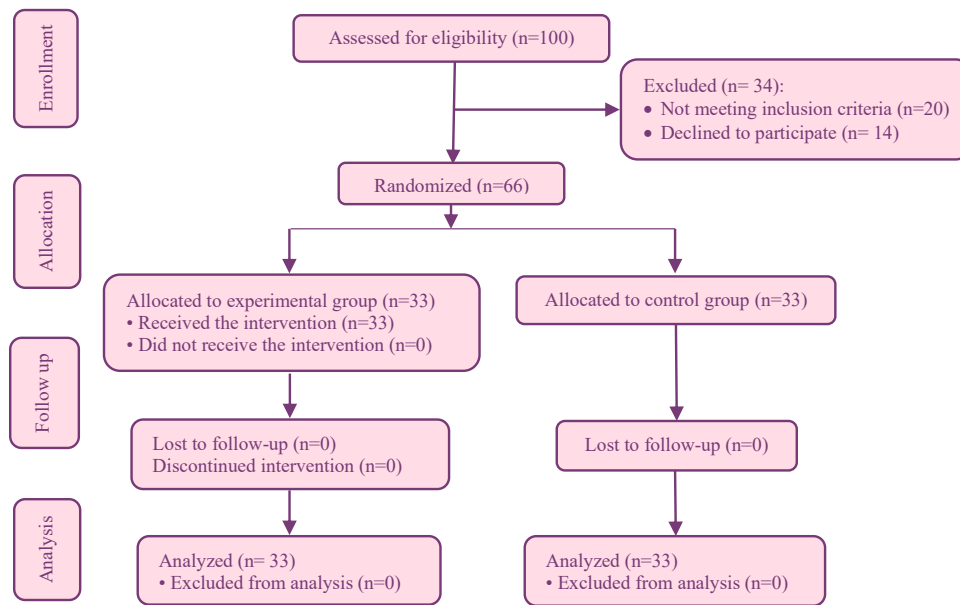 Enrollment
Assessed for eligibility (n=100)
Excluded (n= 34):
• Not meeting inclusion criteria (n=20)
• Declined to participate (n= 14)
Randomized (n=66)
Allocation
Allocated to experimental group (n=33)
• Received the intervention (n=33)
• Did not receive the intervention (n=0)
Allocated to control group (n=33)
Follow up
Lost to follow-up (n=0)
Discontinued intervention (n=0)
Lost to follow-up (n=0)
Analysis
Analyzed (n= 33)
• Excluded from analysis (n=0)
Analyzed (n=33)
• Excluded from analysis (n=0)